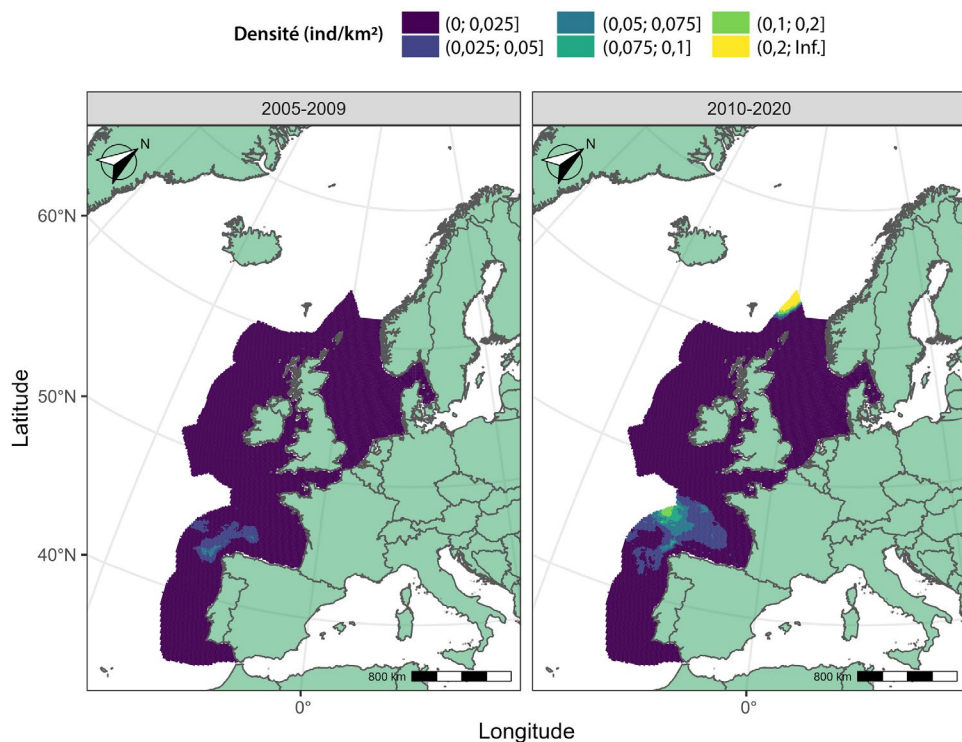 Densité (ind/km²)
(0; 0,025]
(0,05; 0,075]
(0,1; 0,2]
(0,025; 0,05]
(0,075; 0,1]
(0,2; Inf.]
2005-2009
2010-2020
N
N
60°N
50°N
40°N
Latitude
800 km
800 km
0°
0°
Longitude